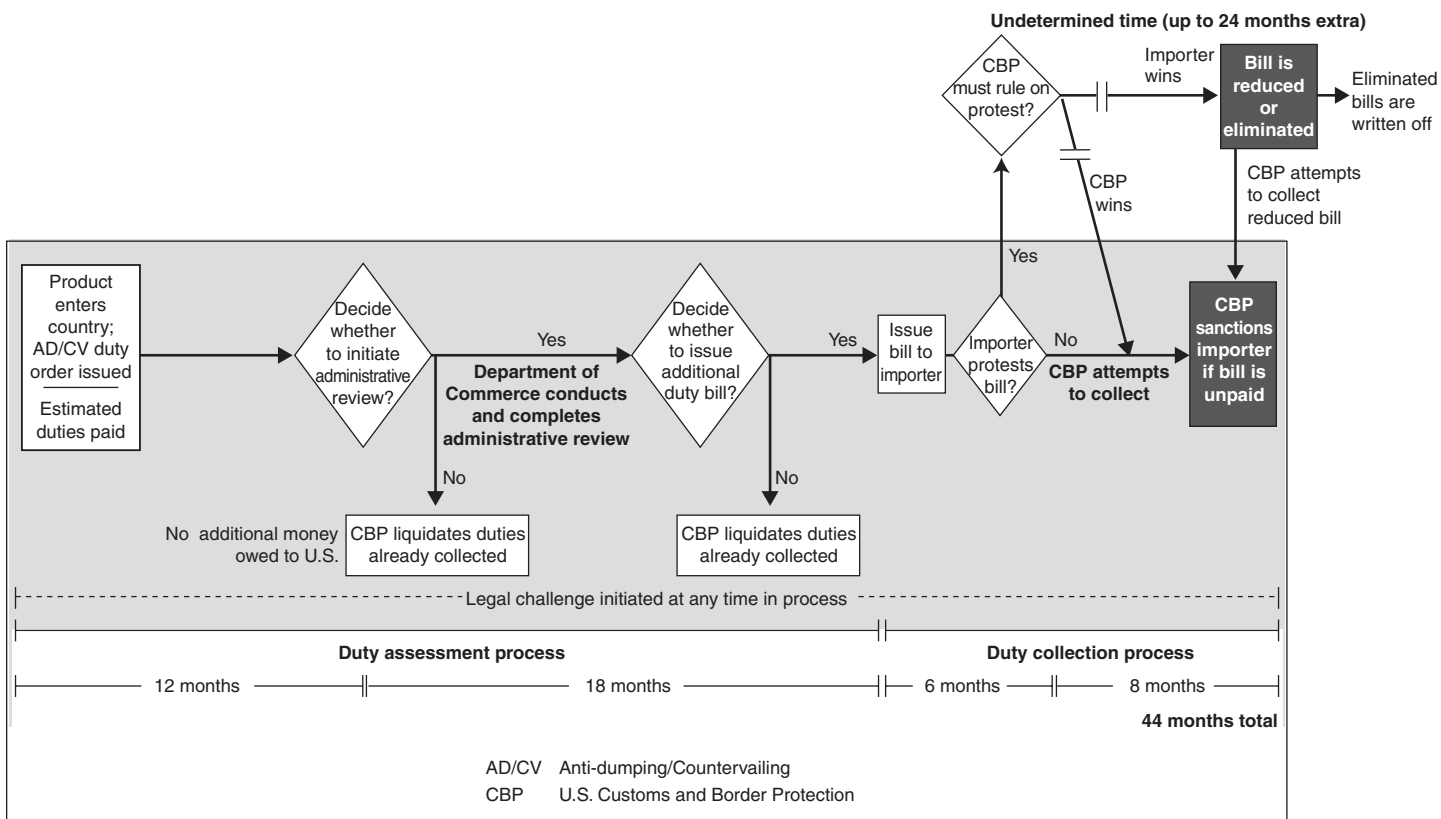 Undetermined time (up to 24 months extra)
CBP
must rule on
protest?
Importer
wins
Bill is
reduced
or
eliminated
Eliminated
bills are
written off
CBP
wins
CBP attempts
to collect
reduced bill
Yes
Product
enters
country;
AD/CV duty
order issued
Estimated
duties paid
Decide
whether
to initiate
administrative
review?
Yes
Department of
Commerce conducts
and completes
administrative review
Decide
whether
to issue
additional
duty bill?
Yes
Issue
bill to
importer
Importer
protests
bill?
No
CBP attempts
to collect
CBP
sanctions
importer
if bill is
unpaid
No
No
No additional money
owed to U.S.
CBP liquidates duties
already collected
CBP liquidates duties
already collected
Legal challenge initiated at any time in process
Duty assessment process
Duty collection process
12 months
18 months
6 months
8 months
44 months total
AD/CV Anti-dumping/Countervailing
CBP U.S. Customs and Border Protection